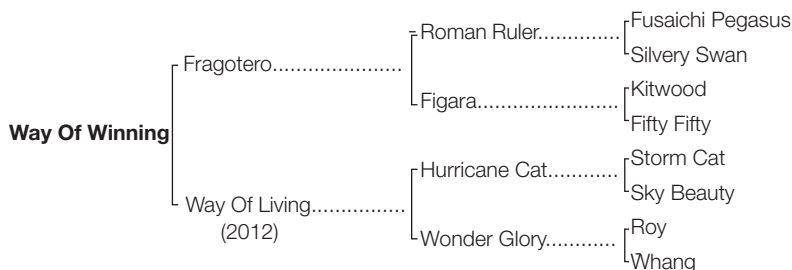 Fusaichi Pegasus
Roman Ruler..............
Silvery Swan
Fragotero......................
Kitwood
Figara........................
Fifty Fifty
Way Of Winning
Storm Cat
Hurricane Cat............
Sky Beauty
Way Of Living...............
(2012)
Roy
Wonder Glory............
Whang